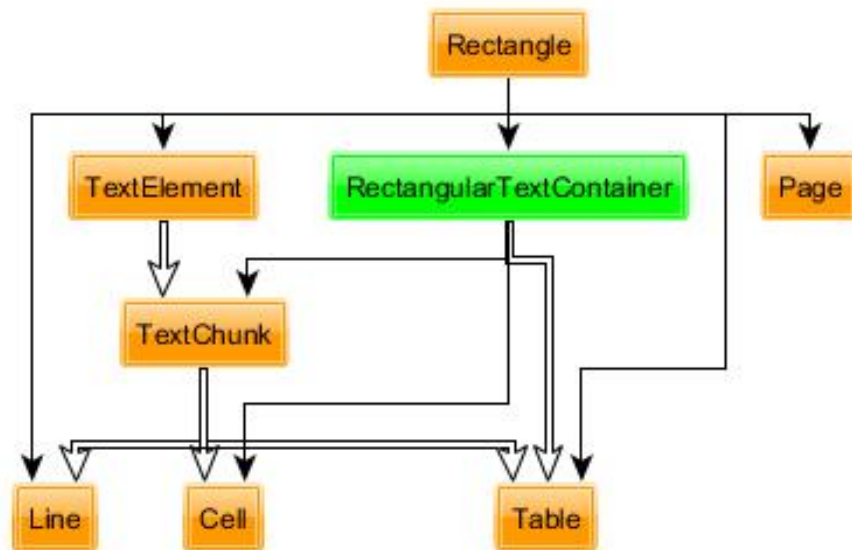 Rectangle
TextElement
RectangularTextContainer
Page
TextChunk
Line
Cell
Table